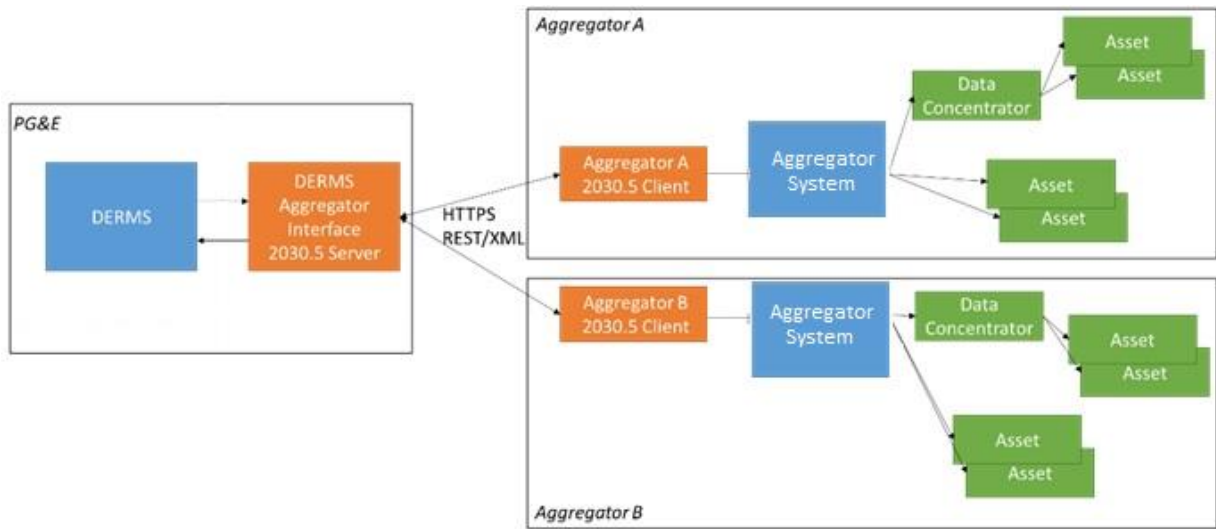 PG&E
DERMS
DERMS
Aggregator
Interface
2030.5 Server
HTTPS
REST/XML
Aggregator A
Aggregator A
2030.5 Client
Aggregator
System
Data
Concentrator
Asset
Asset
Asset
Asset
Aggregator B
2030.5 Client
Aggregator
System
Data
Concentrator
Asset
Asset
Asset
Asset
Aggregator B